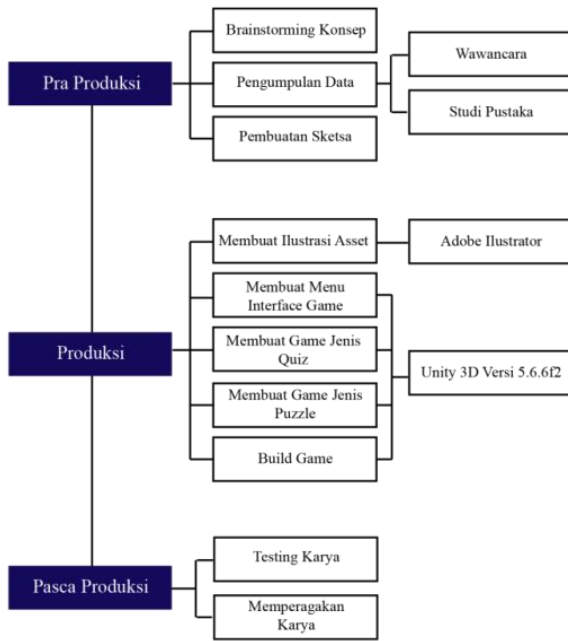 Pra Produksi
Brainstorming Konsep
Pengumpulan Data
Pembuatan Sketsa
Wawancara
Studi Pustaka
Produksi
Membuat Ilustrasi Asset
Adobe Ilustrator
Membuat Menu
Interface Game
Membuat Game Jenis
Quiz
Membuat Game Jenis
Puzzle
Build Game
Unity 3D Versi 5.6.6f2
Pasca Produksi
Testing Karya
Memperagakan
Karya